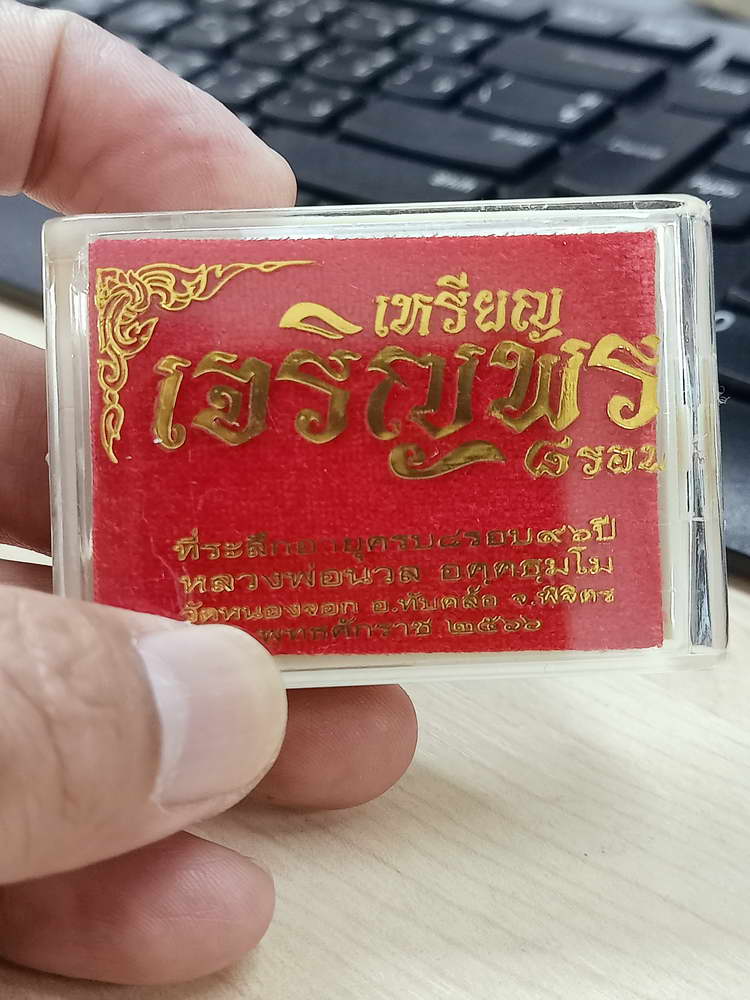 เหรียญ
เจริญพร
๘ รอบ
ที่ระลึกอายุครบ๘รอบ๙๖ปี
หลวงพ่อนวล อคฺคธมฺโม
วัดหนองจอก อ.ทับคล้อ จ.พิจิตร
พุทธศักราช ๒๕๖๖